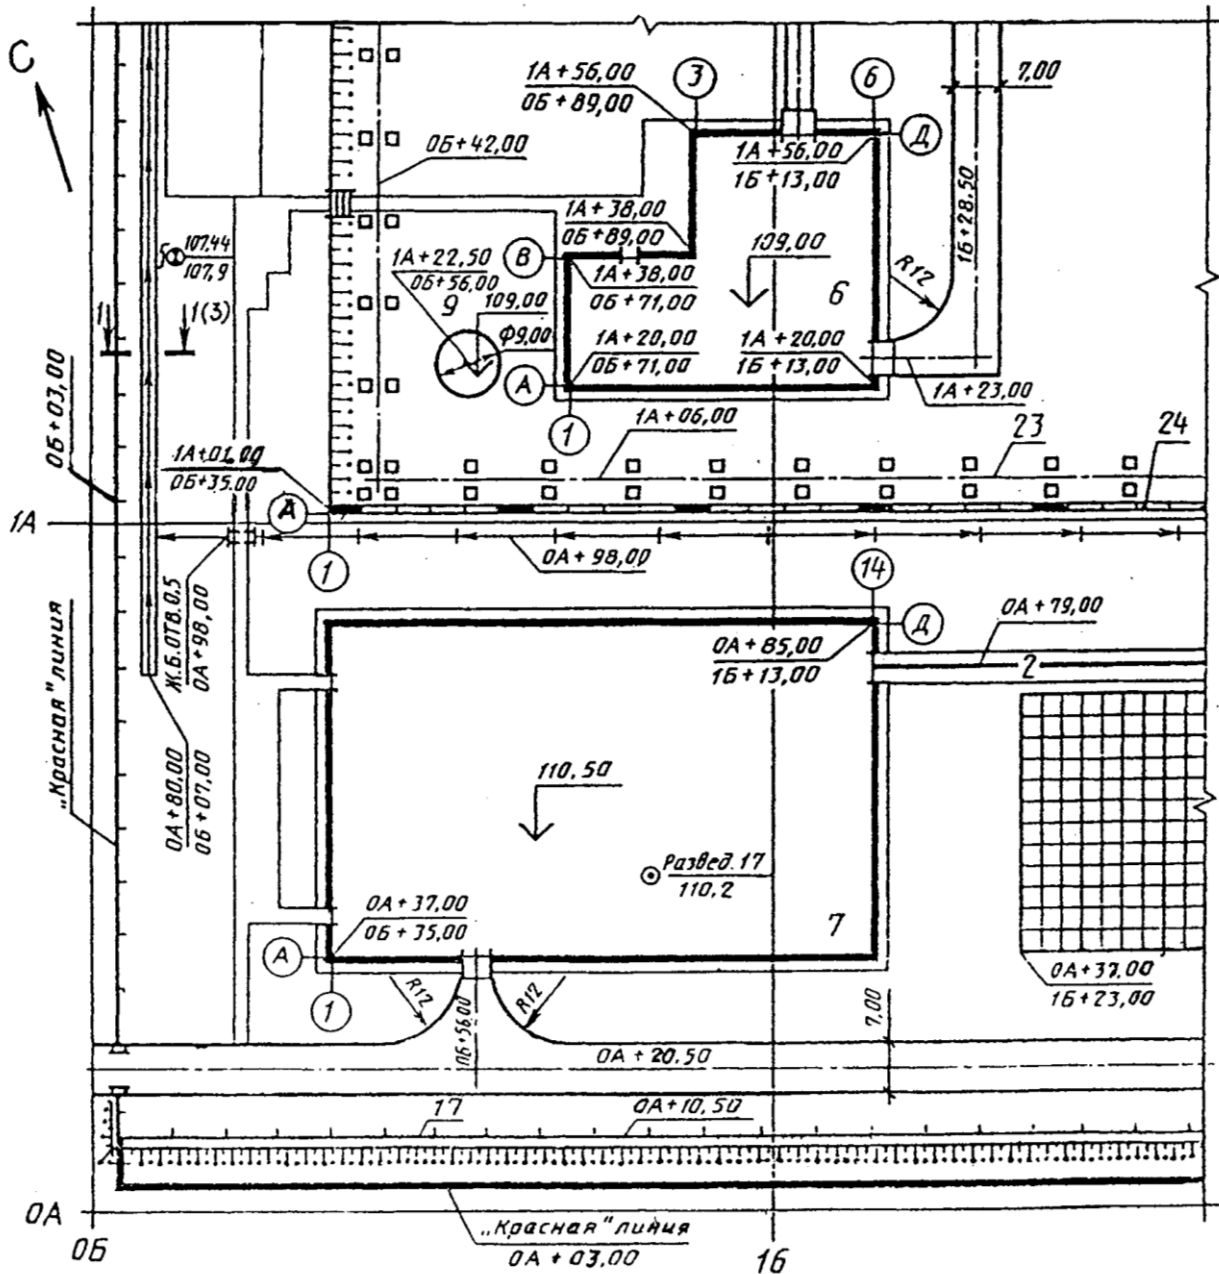 С
1А+56,00
0Б+89,00
3
6
7,00
Д
0Б+42,00
1А+56,00
1Б+13,00
1Б+28,50
1А+38,00
0Б+89,00
107,44
107,9
В
109,00
1А+22,50
0Б+56,00
1А+38,00
0Б+71,00
R12
9
109,00
6
1
1(3)
Ф9,00
1А+20,00
0Б+71,00
1А+20,00
1Б+13,00
А
1А+23,00
0Б+03,00
1
1А+06,00
23
24
1А+01,00
0Б+35,00
1А
Д
0А+98,00
1
14
Ж.Б.ОТВ.0,5
0А+98,00
0А+79,00
Д
0А+85,00
1Б+13,00
2
„Красная" линия
0А+80,00
0Б+07,00
110,50
Развед.17
110,2
0А+37,00
0Б+35,00
7
А
0А+37,00
1Б+23,00
1
R12
R12
0Б+56,00
7,00
0А+20.50
17
0А+10,50
0А
„Красная" линия
0А+03.00
0Б
1Б